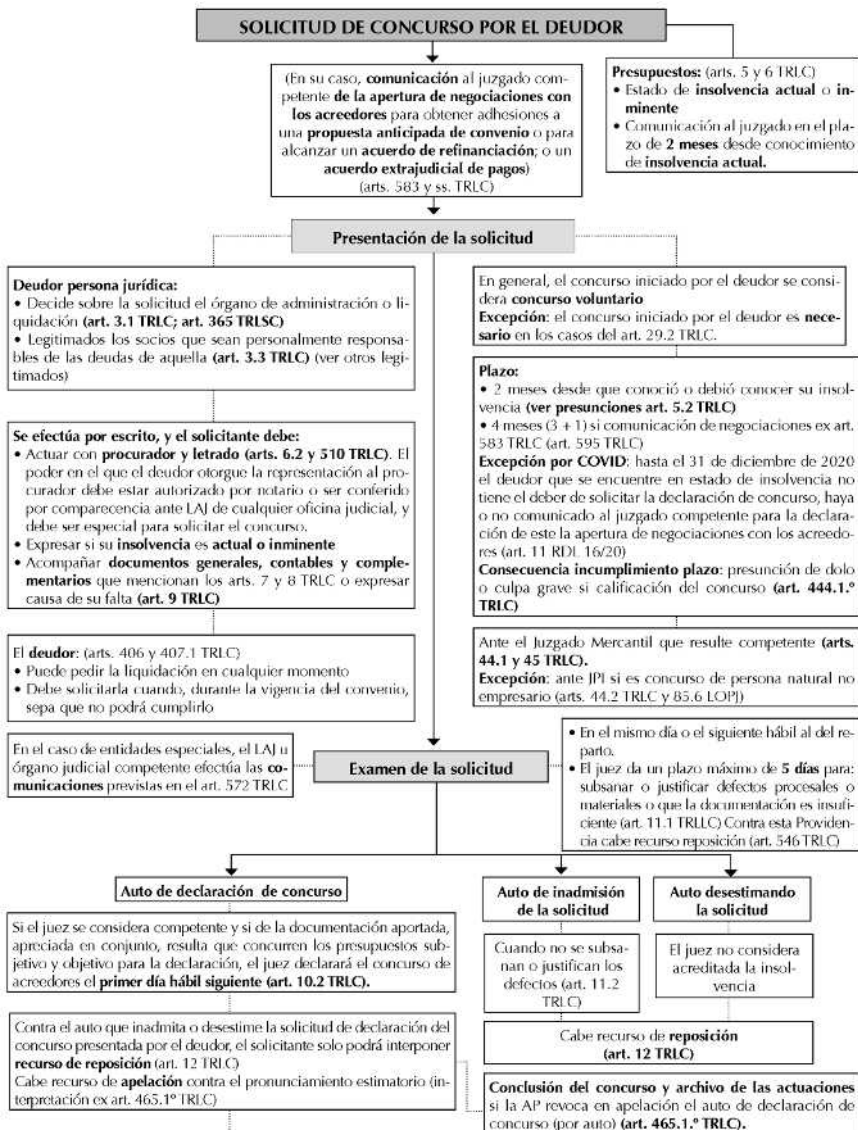 SOLICITUD DE CONCURSO POR EL DEUDOR
(En su caso, comunicación al juzgado com-
petente de la apertura de negociaciones con
los acreedores para obtener adhesiones a
una propuesta anticipada de convenio o para
alcanzar un acuerdo de refinanciación; o un
acuerdo extrajudicial de pagos)
(arts. 583 y ss. TRLC)
Presupuestos: (arts. 5 y 6 TRLC)
• Estado de insolvencia actual o in-
minente
• Comunicación al juzgado en el pla-
zo de 2 meses desde conocimiento
de insolvencia actual.
Presentación de la solicitud
Deudor persona jurídica:
• Decide sobre la solicitud el órgano de administración o li-
quidación (art. 3.1 TRLC; art. 365 TRLSC)
• Legitimados los socios que sean personalmente responsa-
bles de las deudas de aquella (art. 3.3 TRLC) (ver otros legi-
timados)
Se efectúa por escrito, y el solicitante debe:
• Actuar con procurador y letrado (arts. 6.2 y 510 TRLC). El
poder en el que el deudor otorgue la representación al pro-
curador debe estar autorizado por notario o ser conferido
por comparecencia ante LAJ de cualquier oficina judicial, y
debe ser especial para solicitar el concurso.
• Expresar si su insolvencia es actual o inminente
• Acompañar documentos generales, contables y comple-
mentarios que mencionan los arts. 7 y 8 TRLC o expresar
causa de su falta (art. 9 TRLC)
El deudor: (arts. 406 y 407.1 TRLC)
• Puede pedir la liquidación en cualquier momento
• Debe solicitarla cuando, durante la vigencia del convenio,
sepa que no podrá cumplirlo
En general, el concurso iniciado por el deudor se consi-
dera concurso voluntario
Excepción: el concurso iniciado por el deudor es nece-
sario en los casos del art. 29.2 TRLC.
Plazo:
• 2 meses desde que conoció o debió conocer su insol-
vencia (ver presunciones art. 5.2 TRLC)
• 4 meses (3 + 1) si comunicación de negociaciones ex art.
583 TRLC (art. 595 TRLC)
Excepción por COVID: hasta el 31 de diciembre de 2020
el deudor que se encuentre en estado de insolvencia no
tiene el deber de solicitar la declaración de concurso, haya
o no comunicado al juzgado competente para la declara-
ción de este la apertura de negociaciones con los acreedo-
res (art. 11 RDL 16/20)
Consecuencia incumplimiento plazo: presunción de dolo
o culpa grave si calificación del concurso (art. 444.1.º
TRLC)
Ante el Juzgado Mercantil que resulte competente (arts.
44.1 y 45 TRLC).
Excepción: ante JPI si es concurso de persona natural no
empresario (arts. 44.2 TRLC y 85.6 LOPJ)
En el caso de entidades especiales, el LAJ u
órgano judicial competente efectúa las co-
municaciones previstas en el art. 572 TRLC
Examen de la solicitud
• En el mismo día o el siguiente hábil al del re-
parto.
• El juez da un plazo máximo de 5 días para:
subsanar o justificar defectos procesales o
materiales o que la documentación es insufi-
ciente (art. 11.1 TRLLC) Contra esta Providen-
cia cabe recurso reposición (art. 546 TRLC)
Auto de declaración de concurso
Si el juez se considera competente y si de la documentación aportada,
apreciada en conjunto, resulta que concurren los presupuestos sub-
jetivo y objetivo para la declaración, el juez declarará el concurso de
acreedores el primer día hábil siguiente (art. 10.2 TRLC).
Auto de inadmisión
de la solicitud
Cuando no se subsa-
nan o justifican los
defectos (art. 11.2
TRLC)
Auto desestimando
la solicitud
El juez no considera
acreditada la insol-
vencia
Cabe recurso de reposición
(art. 12 TRLC)
Contra el auto que inadmita o desestime la solicitud de declaración del
concurso presentada por el deudor, el solicitante solo podrá interponer
recurso de reposición (art. 12 TRLC)
Cabe recurso de apelación contra el pronunciamiento estimatorio (in-
terpretación ex art. 465.1º TRLC)
Conclusión del concurso y archivo de las actuaciones
si la AP revoca en apelación el auto de declaración de
concurso (por auto) (art. 465.1.º TRLC).